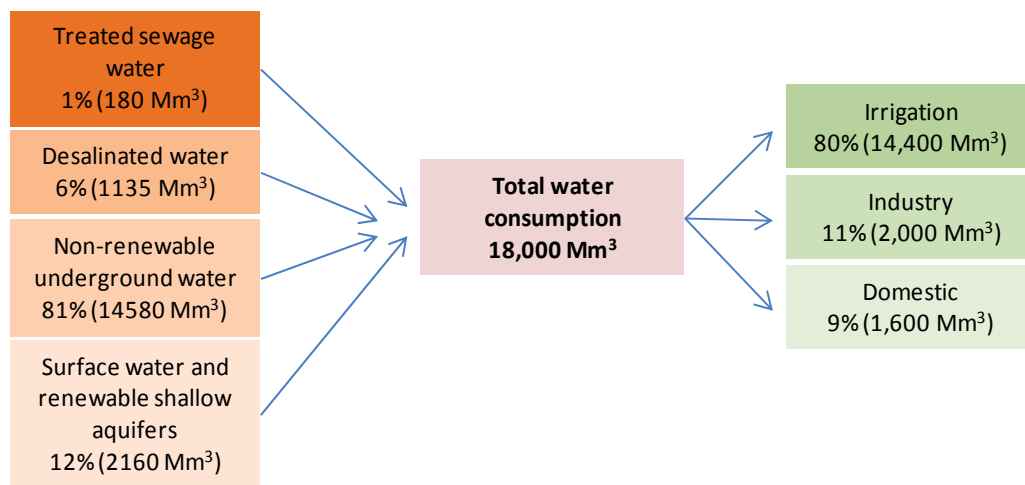 Treated sewage
water
1% (180 Mm³)
Desalinated water
6% (1135 Mm³)
Non-renewable
underground water
81% (14580 Mm³)
Surface water and
renewable shallow
aquifers
12% (2160 Mm³)
Total water
consumption
18,000 Mm³
Irrigation
80% (14,400 Mm³)
Industry
11% (2,000 Mm³)
Domestic
9% (1,600 Mm³)